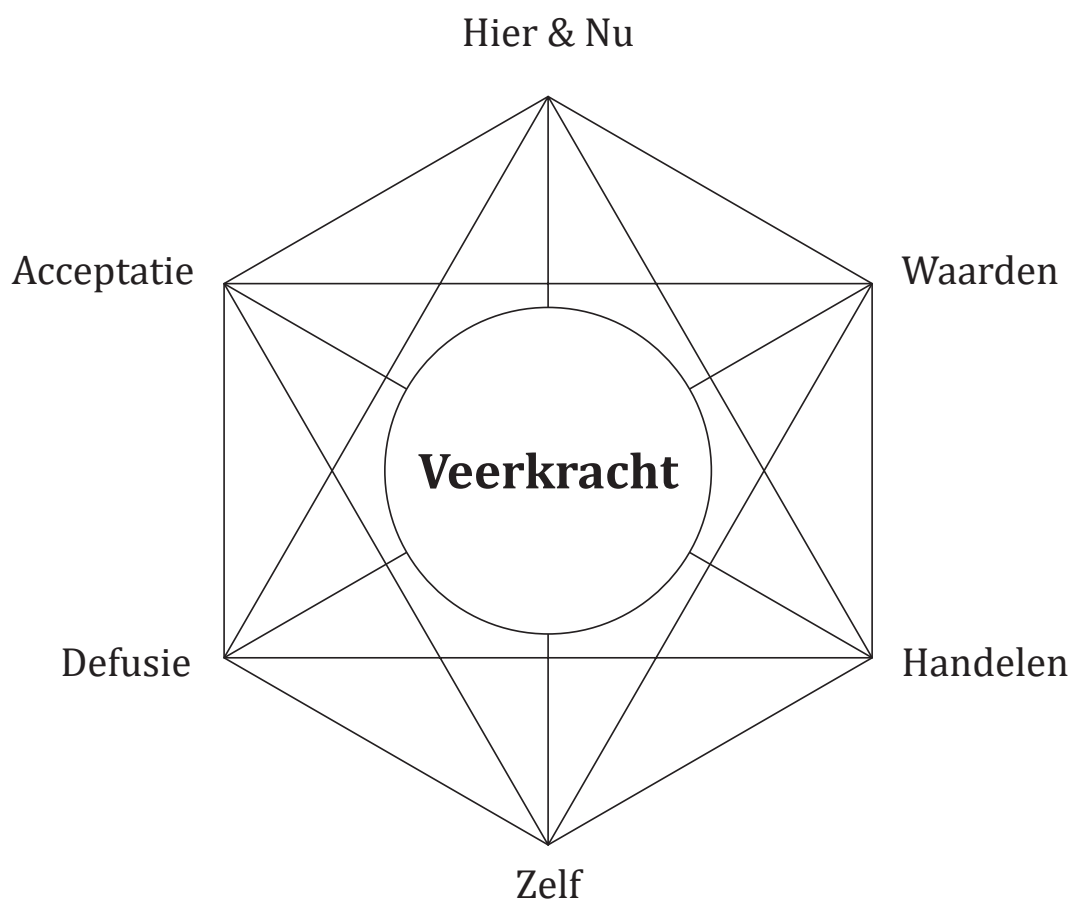 Hier & Nu
Acceptatie
Waarden
Veerkracht
Defusie
Handelen
Zelf